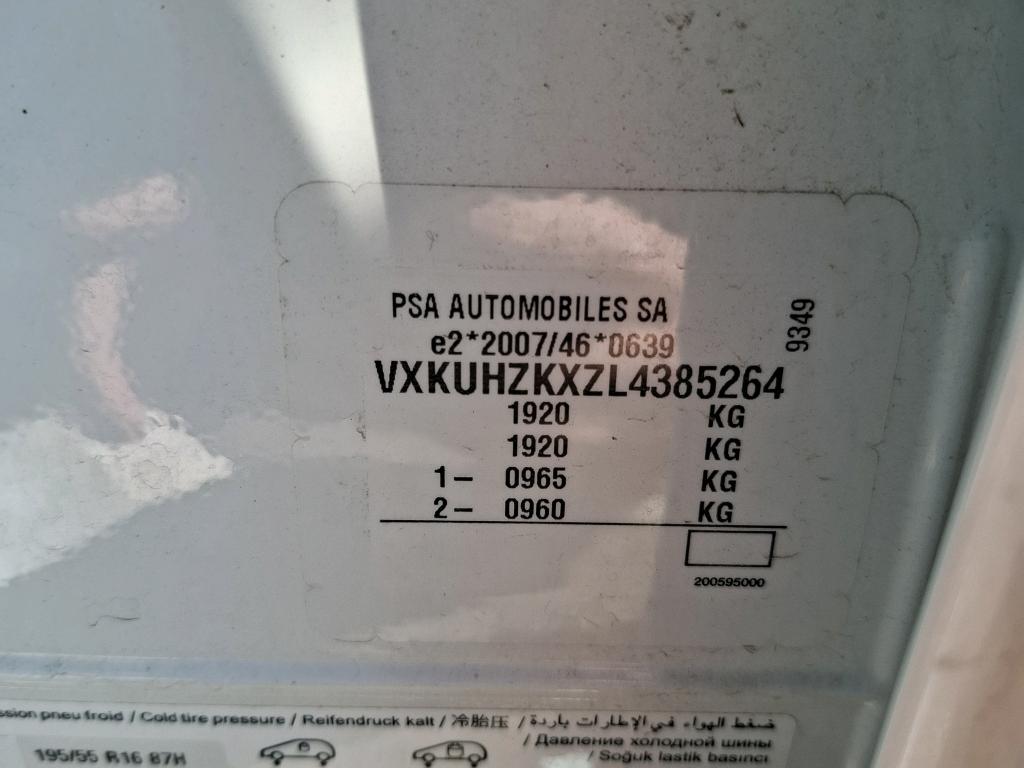 PSA AUTOMOBILES SA
9349
e2*2007/46*0639
VXKUHZKXZL4385264
1920 KG
1920 KG
1- 0965 KG
2- 0960 KG
200595000
pneu froid / Cold tire pressure / Reifendruck kalt / 冷胎压 / ضغط الهواء في الإطارات باردة
/ Давление холодной шины
195/55 R16 87H
/ Soğuk lastik basıncı